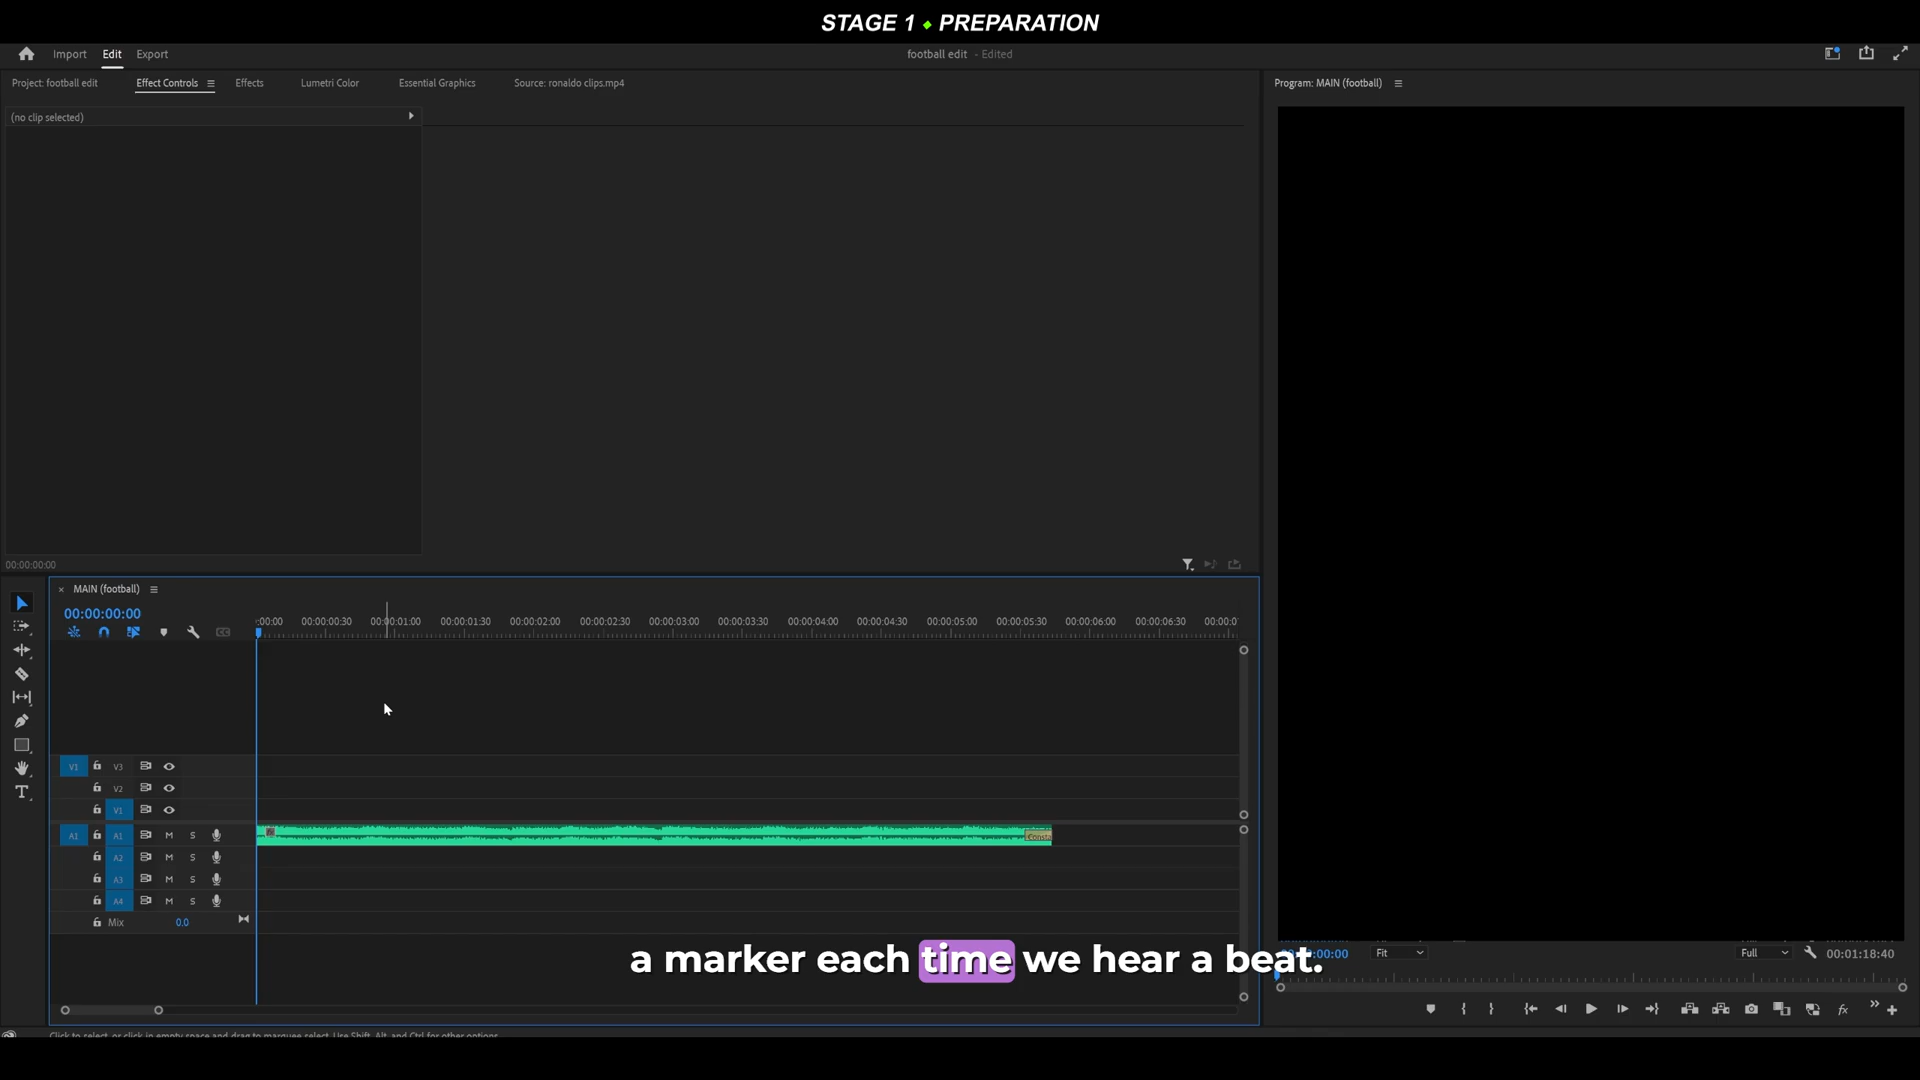 STAGE 1 ◆ PREPARATION
Import Edit Export
football edit - Edited
Project: football edit Effect Controls Effects Lumetri Color Essential Graphics Source: ronaldo clips.mp4
Program: MAIN (football)
(no clip selected)
00:00:00:00
MAIN (football)
00:00:00:00
:00:00 00:00:00:30 00:00:01:00 00:00:01:30 00:00:02:00 00:00:02:30 00:00:03:00 00:00:03:30 00:00:04:00 00:00:04:30 00:00:05:00 00:00:05:30 00:00:06:00 00:00:06:30 00:00:0
V1 V3
V2
V1
A1 A1 M S
Consta
A2 M S
A3 M S
A4 M S
Mix 0.0
a marker each time we hear a beat.
:00:00 Fit Full 00:01:18:40
fx
Click to select, or click in empty space and drag to marquee select. Use Shift, Alt, and Ctrl for other options.